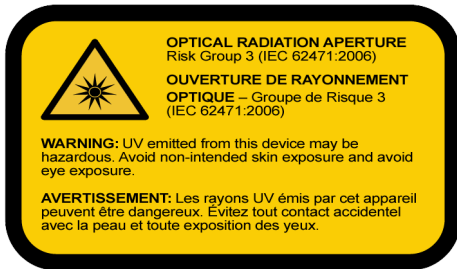 OPTICAL RADIATION APERTURE
Risk Group 3 (IEC 62471:2006)
OUVERTURE DE RAYONNEMENT
OPTIQUE – Groupe de Risque 3
(IEC 62471:2006)
WARNING: UV emitted from this device may be
hazardous. Avoid non-intended skin exposure and avoid
eye exposure.
AVERTISSEMENT: Les rayons UV émis par cet appareil
peuvent être dangereux. Évitez tout contact accidentel
avec la peau et toute exposition des yeux.